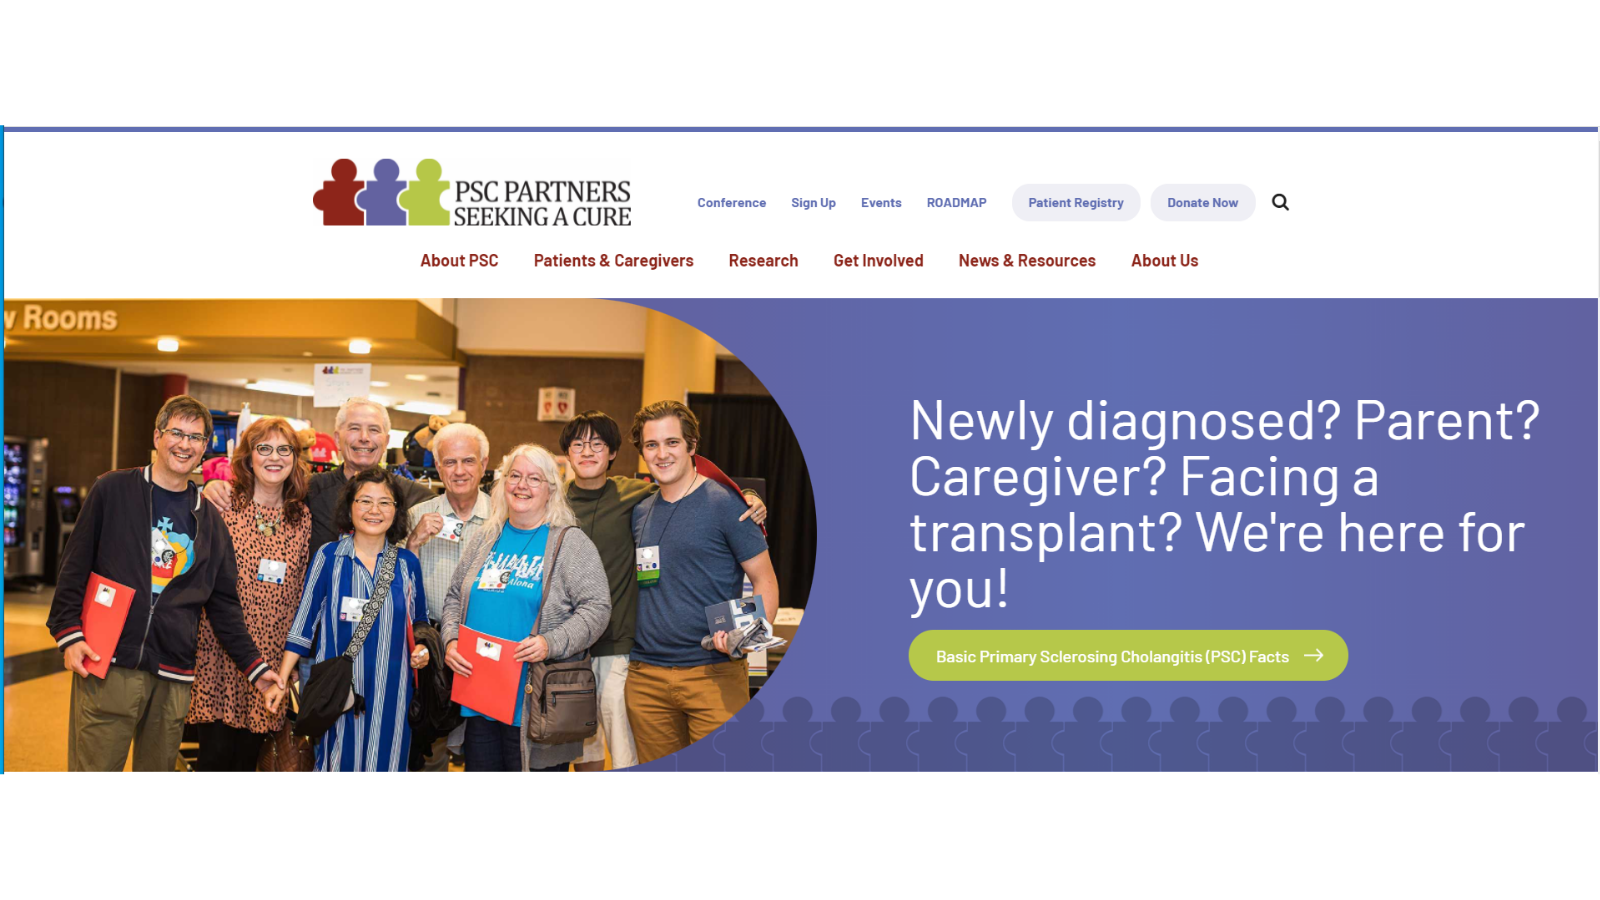 PSC PARTNERS
SEEKING A CURE
Conference
Sign Up
Events
ROADMAP
Patient Registry
Donate Now
About PSC
Patients & Caregivers
Research
Get Involved
News & Resources
About Us
w Rooms
Newly diagnosed? Parent?
Caregiver? Facing a
transplant? We're here for
you!
Basic Primary Sclerosing Cholangitis (PSC) Facts →